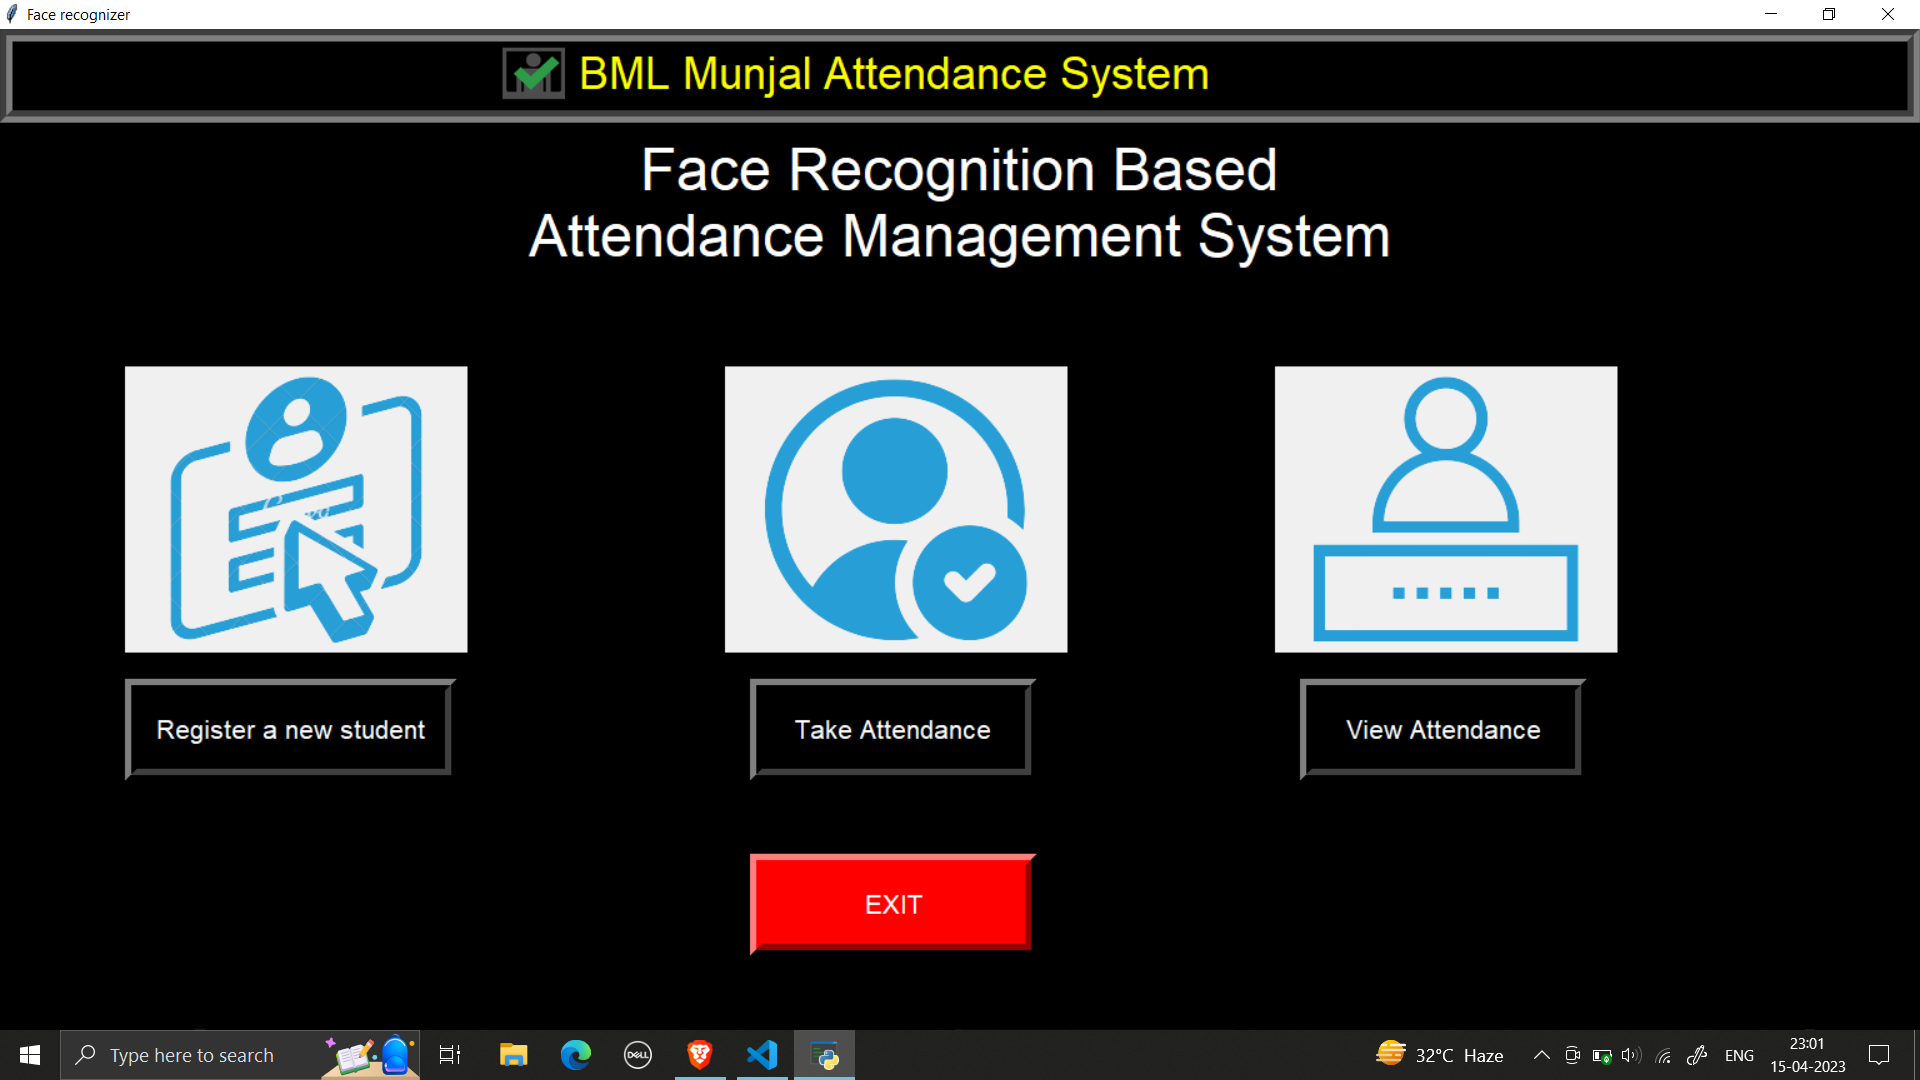 Face recognizer
BML Munjal Attendance System
Face Recognition Based
Attendance Management System
Register a new student
Take Attendance
View Attendance
EXIT
Type here to search
DELL
32°C Haze
ENG
23:01
15-04-2023